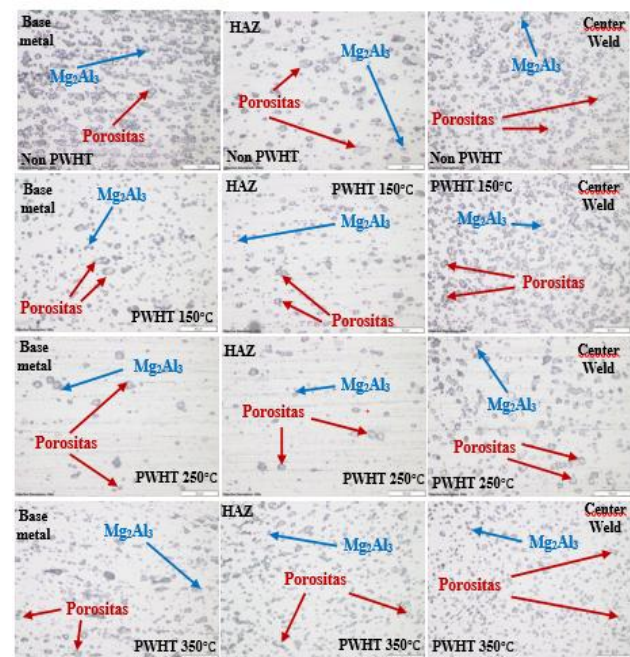 Base
metal
Mg₂Al₃
Porositas
Non PWHT
HAZ
Mg₂Al₃
Porositas
Non PWHT
Center
Weld
Mg₂Al₃
Porositas
Non PWHT
Base
metal
Mg₂Al₃
Porositas
PWHT 150°C
HAZ
PWHT 150°C
Mg₂Al₃
Porositas
PWHT 150°C
Center
Weld
Mg₂Al₃
Porositas
Base
metal
Mg₂Al₃
Porositas
PWHT 250°C
HAZ
Mg₂Al₃
Porositas
PWHT 250°C
Center
Weld
Mg₂Al₃
Porositas
PWHT 250°C
Base
metal
Mg₂Al₃
Porositas
PWHT 350°C
HAZ
Mg₂Al₃
Porositas
PWHT 350°C
Center
Weld
Mg₂Al₃
Porositas
PWHT 350°C